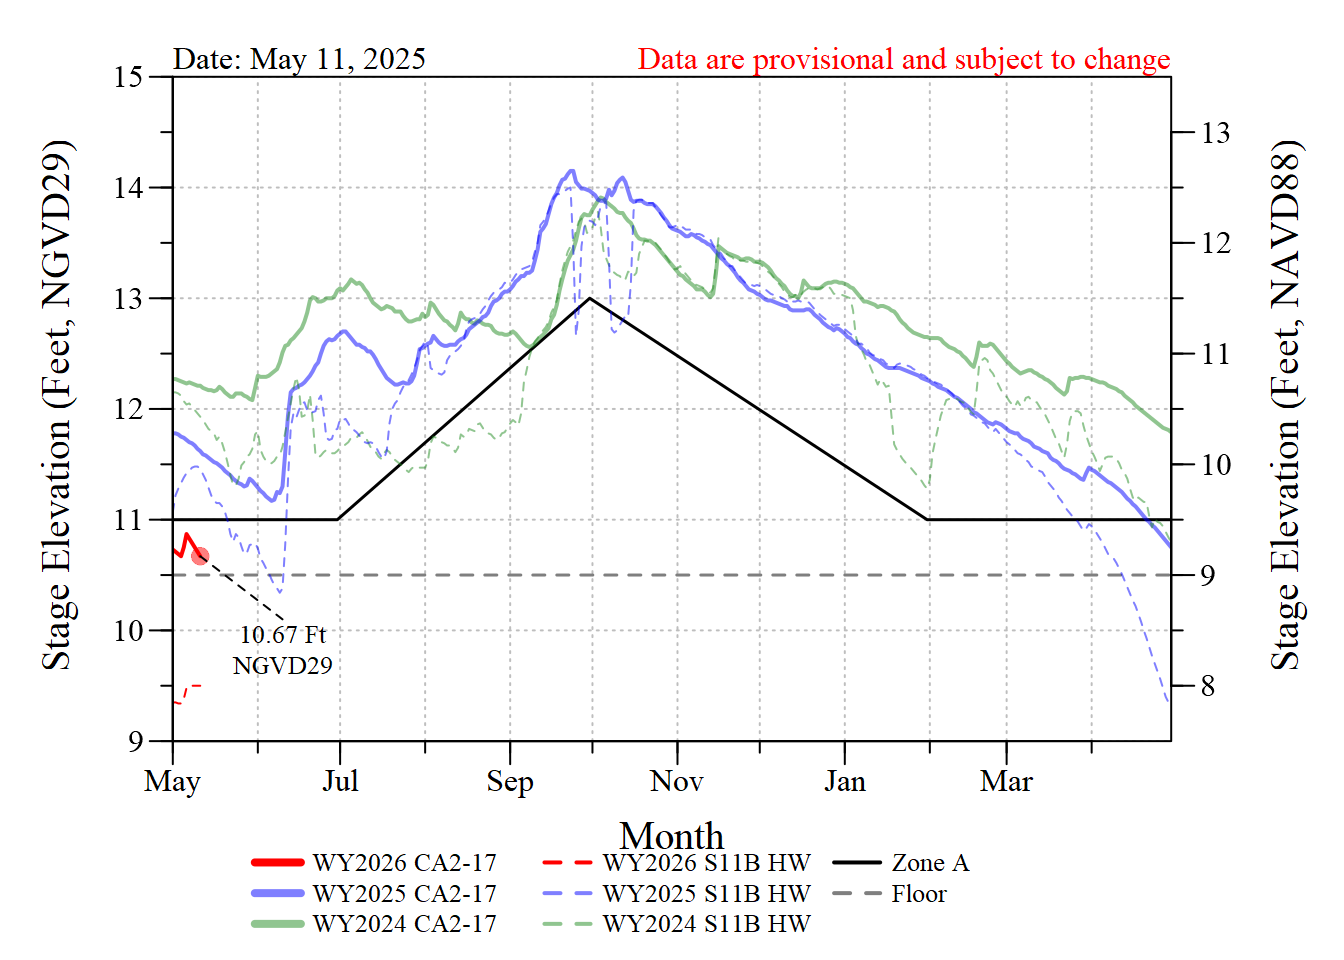 Date: May 11, 2025
Data are provisional and subject to change
15
14
13
12
11
10
9
Stage Elevation (Feet, NGVD29)
13
12
11
10
9
8
Stage Elevation (Feet, NAVD88)
10.67 Ft
NGVD29
May Jul Sep Nov Jan Mar
Month
WY2026 CA2-17 WY2026 S11B HW Zone A
WY2025 CA2-17 WY2025 S11B HW Floor
WY2024 CA2-17 WY2024 S11B HW